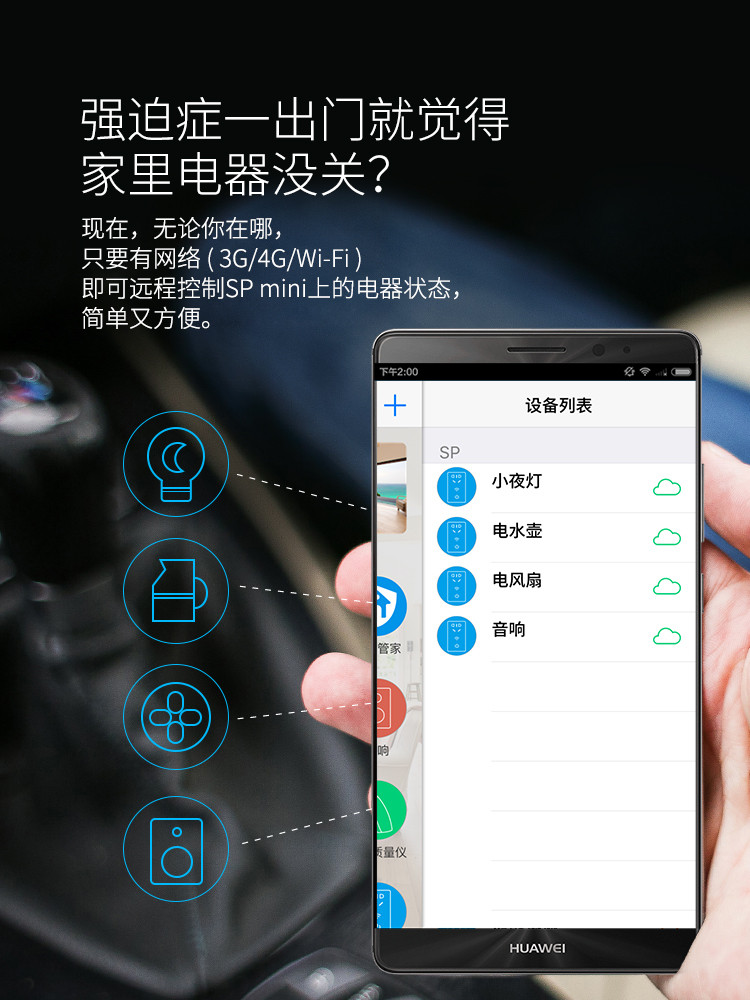 强迫症一出门就觉得
家里电器没关?
现在，无论你在哪，
只要有网络 ( 3G/4G/Wi-Fi )
即可远程控制SP mini上的电器状态，
简单又方便。
下午2:00
设备列表
SP
小夜灯
电水壶
电风扇
音响
管家
响
质量仪
HUAWEI